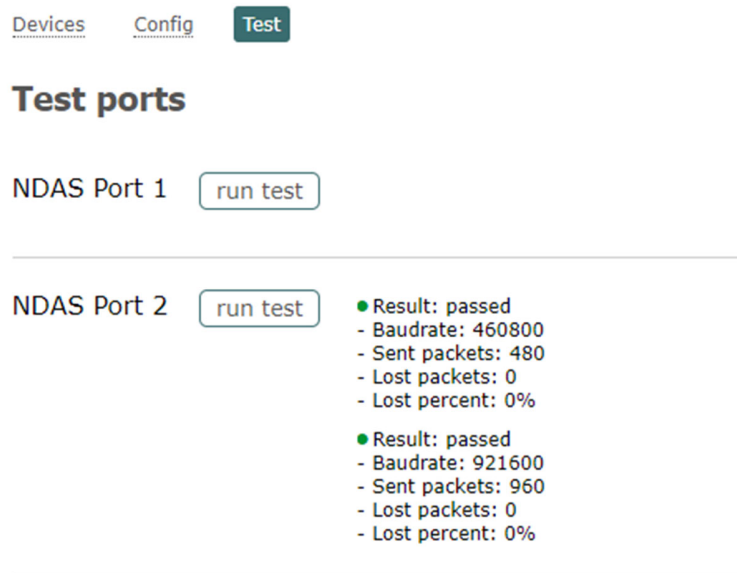 Devices Config Test
Test ports
NDAS Port 1 run test
NDAS Port 2 run test
Result: passed
- Baudrate: 460800
- Sent packets: 480
- Lost packets: 0
- Lost percent: 0%
Result: passed
- Baudrate: 921600
- Sent packets: 960
- Lost packets: 0
- Lost percent: 0%